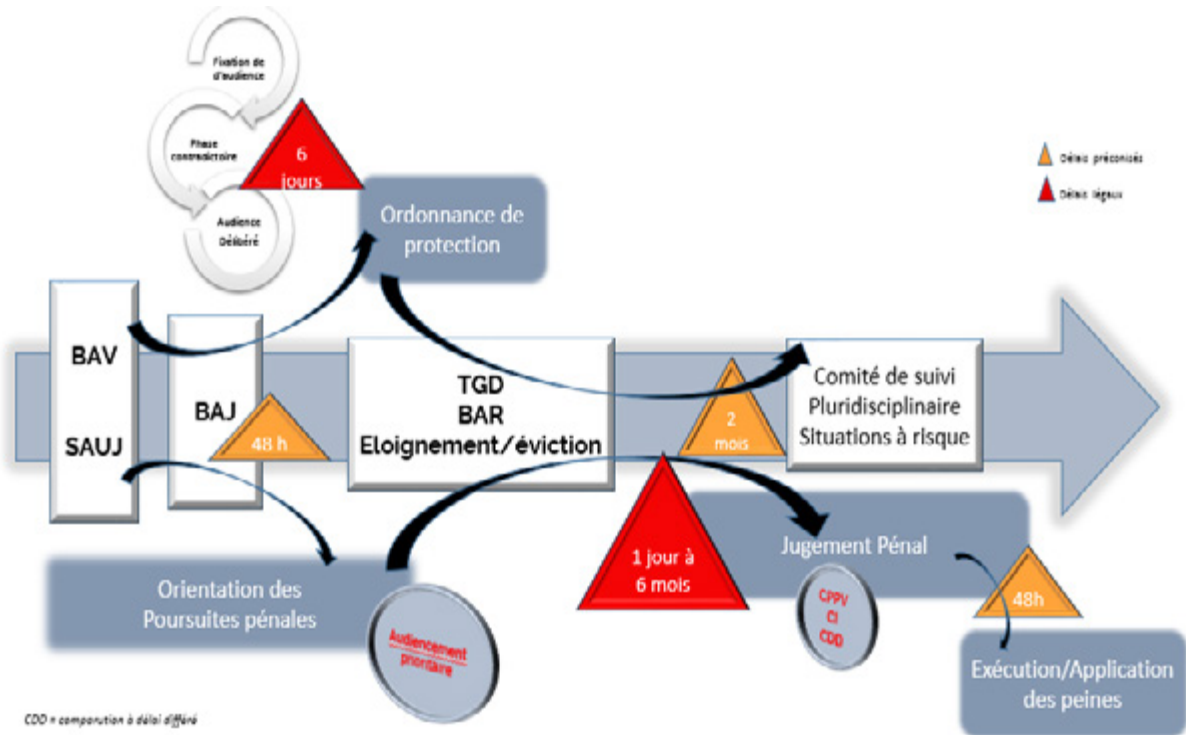 Fixation de
d'audience
Phase
contradictoire
Audience
Délibéré
6
jours
Ordonnance de
protection
Délais préconisés
Délais légaux
BAV
SAUJ
BAJ
48 h
TGD
BAR
Eloignement/éviction
2
mois
Comité de suivi
Pluridisciplinaire
Situations à risque
Orientation des
Poursuites pénales
Audiencement
prioritaire
1 jour à
6 mois
Jugement Pénal
CPPV
CI
CDD
48h
Exécution/Application
des peines
CDD = comparution à délai différé